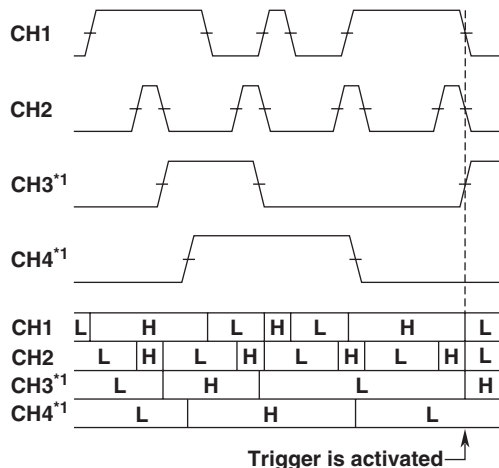 CH1
CH2
CH3*1
CH4*1
CH1 L H L H L H L
CH2 L H L H L H L H L
CH3*1 L H L H
CH4*1 L H L
Trigger is activated